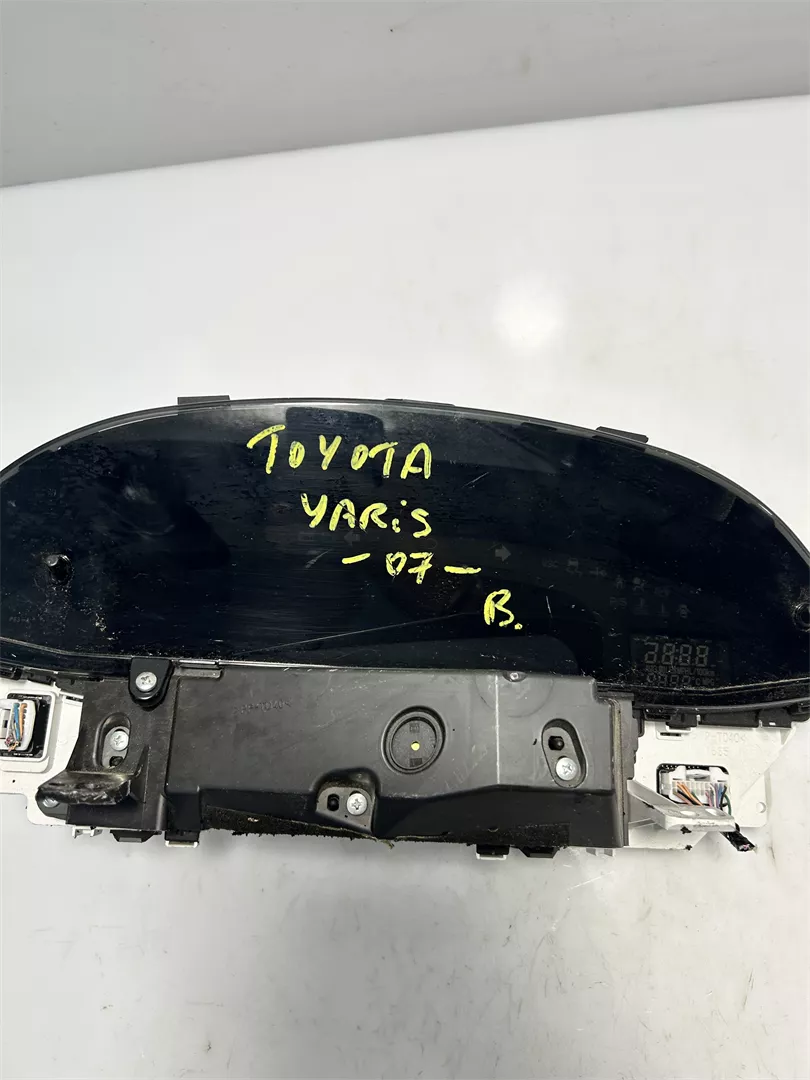 TOYOTA
YARiS
-07-
B.